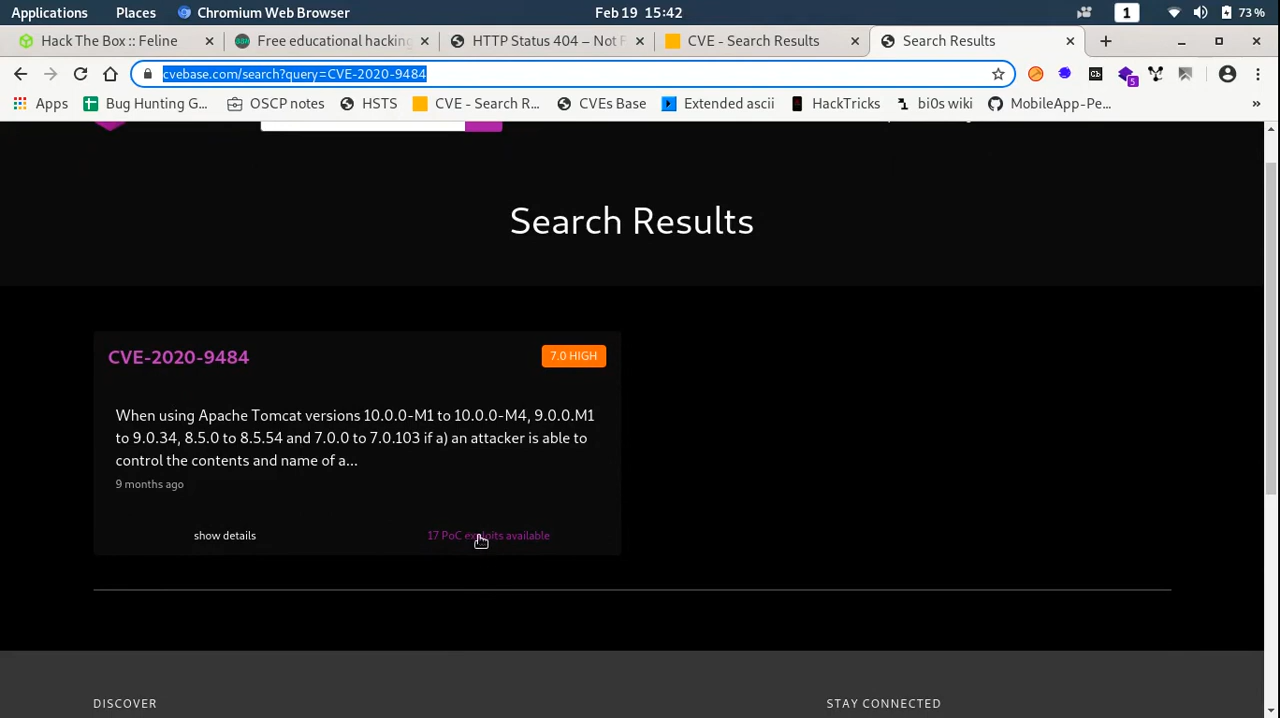 Applications Places Chromium Web Browser Feb 19 15:42 1 73 %
Hack The Box :: Feline Free educational hacking HTTP Status 404 – Not F CVE - Search Results Search Results
cvebase.com/search?query=CVE-2020-9484 5
Apps Bug Hunting G... OSCP notes HSTS CVE - Search R... CVEs Base Extended ascii HackTricks bi0s wiki MobileApp-Pe... »
Search Results
CVE-2020-9484 7.0 HIGH
When using Apache Tomcat versions 10.0.0-M1 to 10.0.0-M4, 9.0.0.M1
to 9.0.34, 8.5.0 to 8.5.54 and 7.0.0 to 7.0.103 if a) an attacker is able to
control the contents and name of a...
9 months ago
show details 17 PoC exploits available
DISCOVER STAY CONNECTED